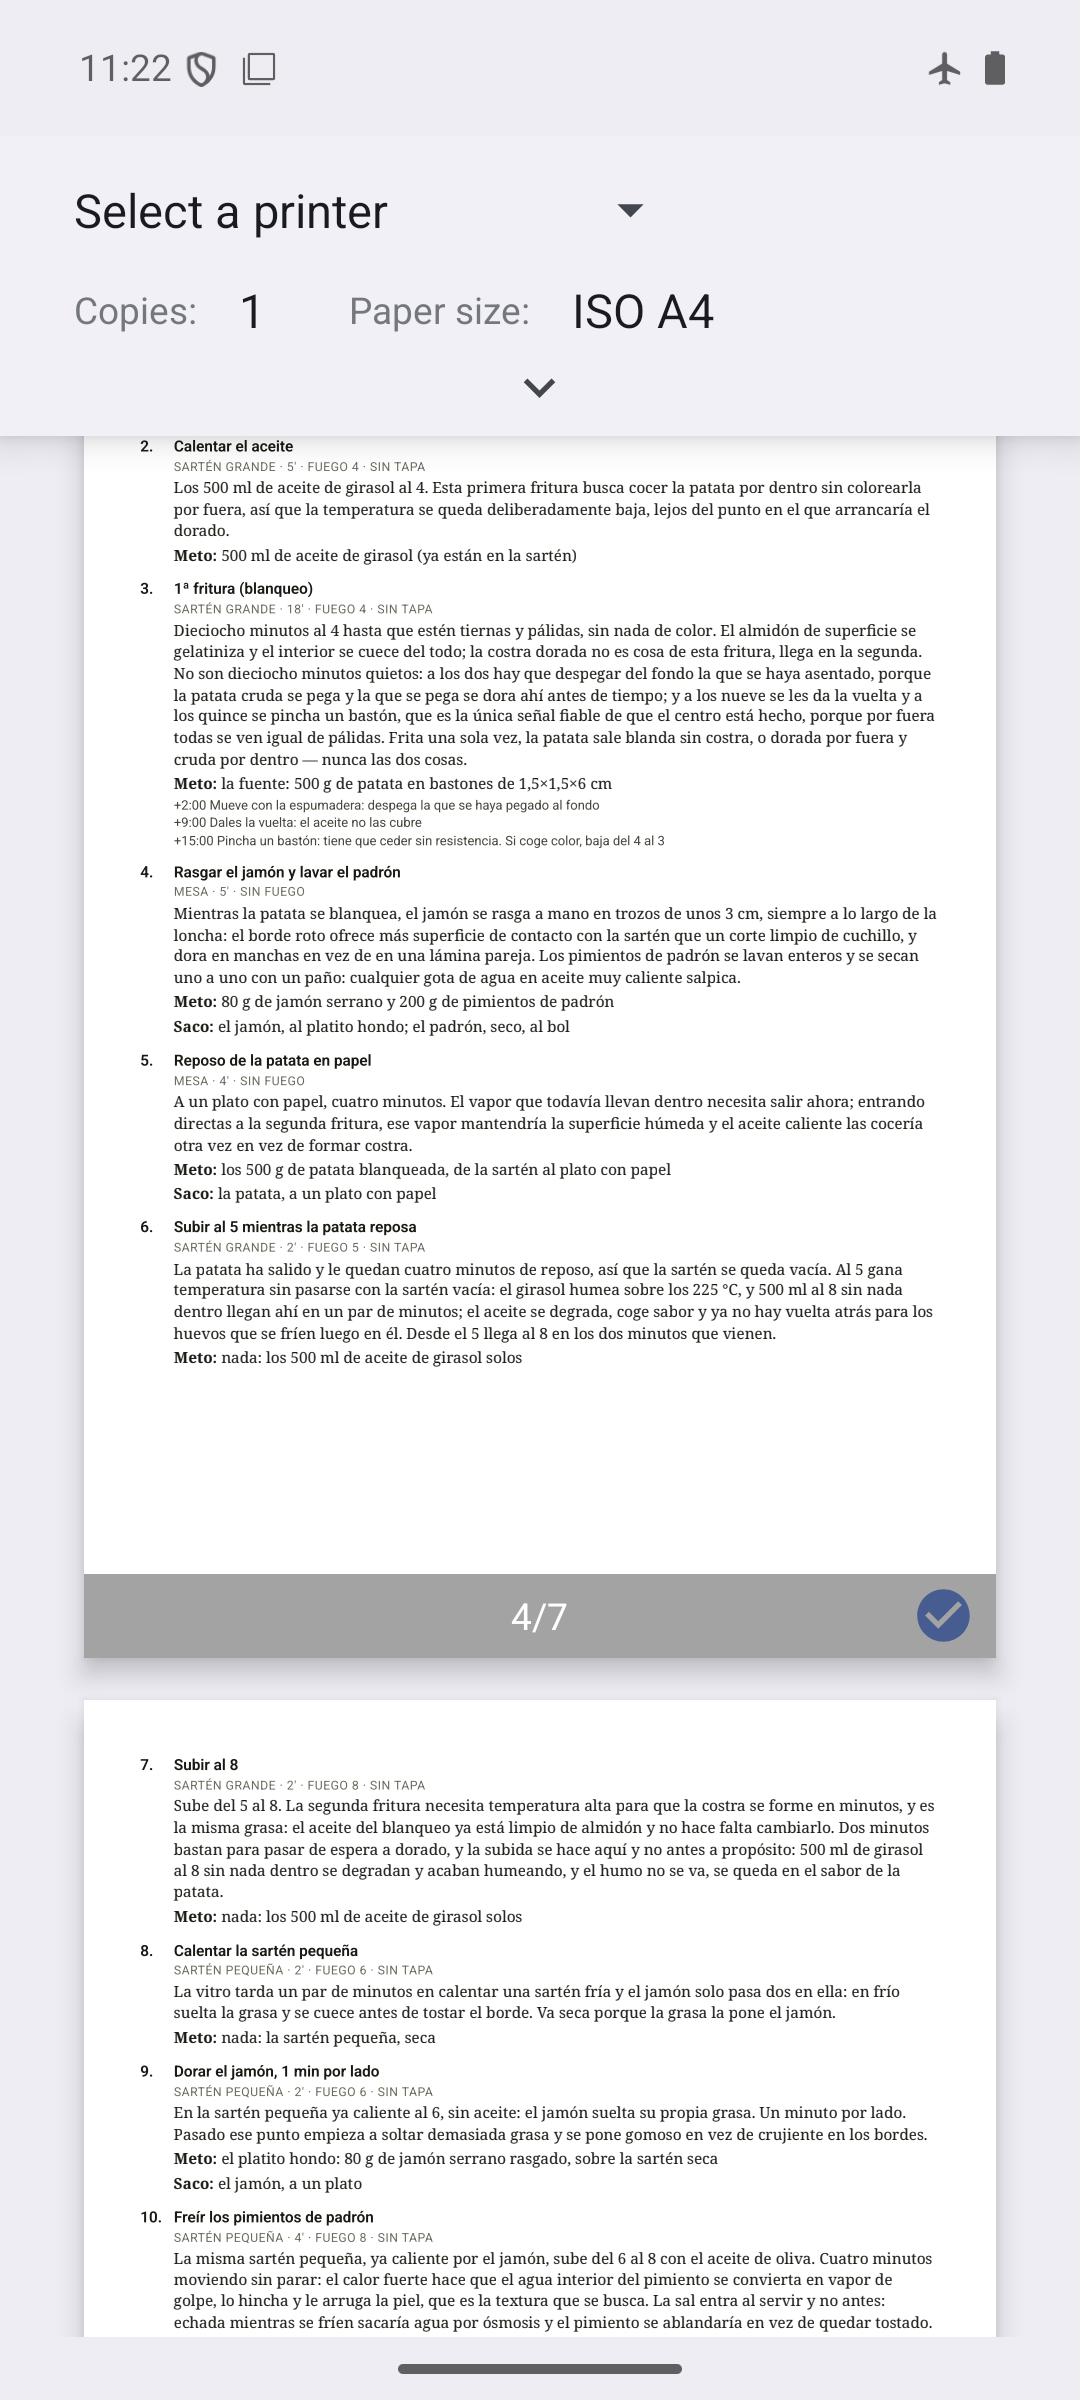 11:22
Select a printer
Copies: 1 Paper size: ISO A4
2. Calentar el aceite
SARTÉN GRANDE · 5' · FUEGO 4 · SIN TAPA
Los 500 ml de aceite de girasol al 4. Esta primera fritura busca cocer la patata por dentro sin colorearla
por fuera, así que la temperatura se queda deliberadamente baja, lejos del punto en el que arrancaría el
dorado.
Meto: 500 ml de aceite de girasol (ya están en la sartén)
3. 1ª fritura (blanqueo)
SARTÉN GRANDE · 18' · FUEGO 4 · SIN TAPA
Dieciocho minutos al 4 hasta que estén tiernas y pálidas, sin nada de color. El almidón de superficie se
gelatiniza y el interior se cuece del todo; la costra dorada no es cosa de esta fritura, llega en la segunda.
No son dieciocho minutos quietos: a los dos hay que despegar del fondo la que se haya asentado, porque
la patata cruda se pega y la que se pega se dora ahí antes de tiempo; y a los nueve se les da la vuelta y a
los quince se pincha un bastón, que es la única señal fiable de que el centro está hecho, porque por fuera
todas se ven igual de pálidas. Frita una sola vez, la patata sale blanda sin costra, o dorada por fuera y
cruda por dentro — nunca las dos cosas.
Meto: la fuente: 500 g de patata en bastones de 1,5×1,5×6 cm
+2:00 Mueve con la espumadera: despega la que se haya pegado al fondo
+9:00 Dales la vuelta: el aceite no las cubre
+15:00 Pincha un bastón: tiene que ceder sin resistencia. Si coge color, baja del 4 al 3
4. Rasgar el jamón y lavar el padrón
MESA · 5' · SIN FUEGO
Mientras la patata se blanquea, el jamón se rasga a mano en trozos de unos 3 cm, siempre a lo largo de la
loncha: el borde roto ofrece más superficie de contacto con la sartén que un corte limpio de cuchillo, y
dora en manchas en vez de en una lámina pareja. Los pimientos de padrón se lavan enteros y se secan
uno a uno con un paño: cualquier gota de agua en aceite muy caliente salpica.
Meto: 80 g de jamón serrano y 200 g de pimientos de padrón
Saco: el jamón, al platito hondo; el padrón, seco, al bol
5. Reposo de la patata en papel
MESA · 4' · SIN FUEGO
A un plato con papel, cuatro minutos. El vapor que todavía llevan dentro necesita salir ahora; entrando
directas a la segunda fritura, ese vapor mantendría la superficie húmeda y el aceite caliente las cocería
otra vez en vez de formar costra.
Meto: los 500 g de patata blanqueada, de la sartén al plato con papel
Saco: la patata, a un plato con papel
6. Subir al 5 mientras la patata reposa
SARTÉN GRANDE · 2' · FUEGO 5 · SIN TAPA
La patata ha salido y le quedan cuatro minutos de reposo, así que la sartén se queda vacía. Al 5 gana
temperatura sin pasarse con la sartén vacía: el girasol humea sobre los 225 °C, y 500 ml al 8 sin nada
dentro llegan ahí en un par de minutos; el aceite se degrada, coge sabor y ya no hay vuelta atrás para los
huevos que se fríen luego en él. Desde el 5 llega al 8 en los dos minutos que vienen.
Meto: nada: los 500 ml de aceite de girasol solos
4/7
7. Subir al 8
SARTÉN GRANDE · 2' · FUEGO 8 · SIN TAPA
Sube del 5 al 8. La segunda fritura necesita temperatura alta para que la costra se forme en minutos, y es
la misma grasa: el aceite del blanqueo ya está limpio de almidón y no hace falta cambiarlo. Dos minutos
bastan para pasar de espera a dorado, y la subida se hace aquí y no antes a propósito: 500 ml de girasol
al 8 sin nada dentro se degradan y acaban humeando, y el humo no se va, se queda en el sabor de la
patata.
Meto: nada: los 500 ml de aceite de girasol solos
8. Calentar la sartén pequeña
SARTÉN PEQUEÑA · 2' · FUEGO 6 · SIN TAPA
La vitro tarda un par de minutos en calentar una sartén fría y el jamón solo pasa dos en ella: en frío
suelta la grasa y se cuece antes de tostar el borde. Va seca porque la grasa la pone el jamón.
Meto: nada: la sartén pequeña, seca
9. Dorar el jamón, 1 min por lado
SARTÉN PEQUEÑA · 2' · FUEGO 6 · SIN TAPA
En la sartén pequeña ya caliente al 6, sin aceite: el jamón suelta su propia grasa. Un minuto por lado.
Pasado ese punto empieza a soltar demasiada grasa y se pone gomoso en vez de crujiente en los bordes.
Meto: el platito hondo: 80 g de jamón serrano rasgado, sobre la sartén seca
Saco: el jamón, a un plato
10. Freír los pimientos de padrón
SARTÉN PEQUEÑA · 4' · FUEGO 8 · SIN TAPA
La misma sartén pequeña, ya caliente por el jamón, sube del 6 al 8 con el aceite de oliva. Cuatro minutos
moviendo sin parar: el calor fuerte hace que el agua interior del pimiento se convierta en vapor de
golpe, lo hincha y le arruga la piel, que es la textura que se busca. La sal entra al servir y no antes:
echada mientras se fríen sacaría agua por ósmosis y el pimiento se ablandaría en vez de quedar tostado.